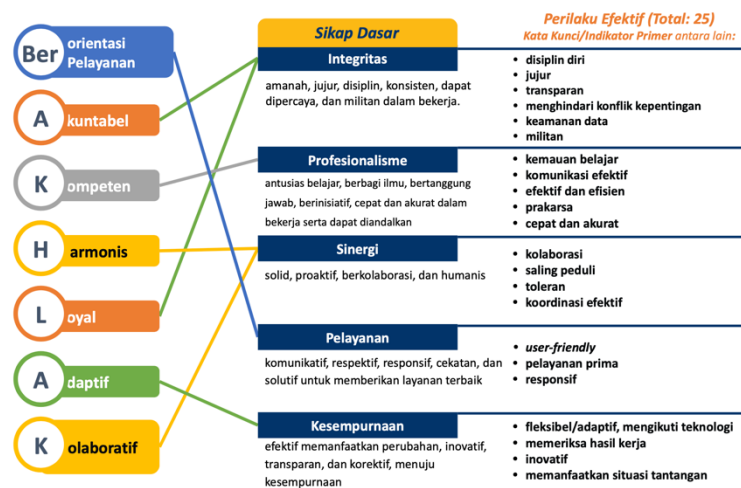 Ber orientasi
Pelayanan
A kuntabel
K ompeten
H armonis
L oyal
A daptif
K olaboratif
Sikap Dasar
Integritas
amanah, jujur, disiplin, konsisten, dapat
dipercaya, dan militan dalam bekerja.
Profesionalisme
antusias belajar, berbagi ilmu, bertanggung
jawab, berinisiatif, cepat dan akurat dalam
bekerja serta dapat diandalkan
Sinergi
solid, proaktif, berkolaborasi, dan humanis
Pelayanan
komunikatif, respektif, responsif, cekatan, dan
solutif untuk memberikan layanan terbaik
Kesempurnaan
efektif memanfaatkan perubahan, inovatif,
transparan, dan korektif, menuju
kesempurnaan
Perilaku Efektif (Total: 25)
Kata Kunci/Indikator Primer antara lain:
• disiplin diri
• jujur
• transparan
• menghindari konflik kepentingan
• keamanan data
• militan
• kemauan belajar
• komunikasi efektif
• efektif dan efisien
• prakarsa
• cepat dan akurat
• kolaborasi
• saling peduli
• toleran
• koordinasi efektif
• user-friendly
• pelayanan prima
• responsif
• fleksibel/adaptif, mengikuti teknologi
• memeriksa hasil kerja
• inovatif
• memanfaatkan situasi tantangan